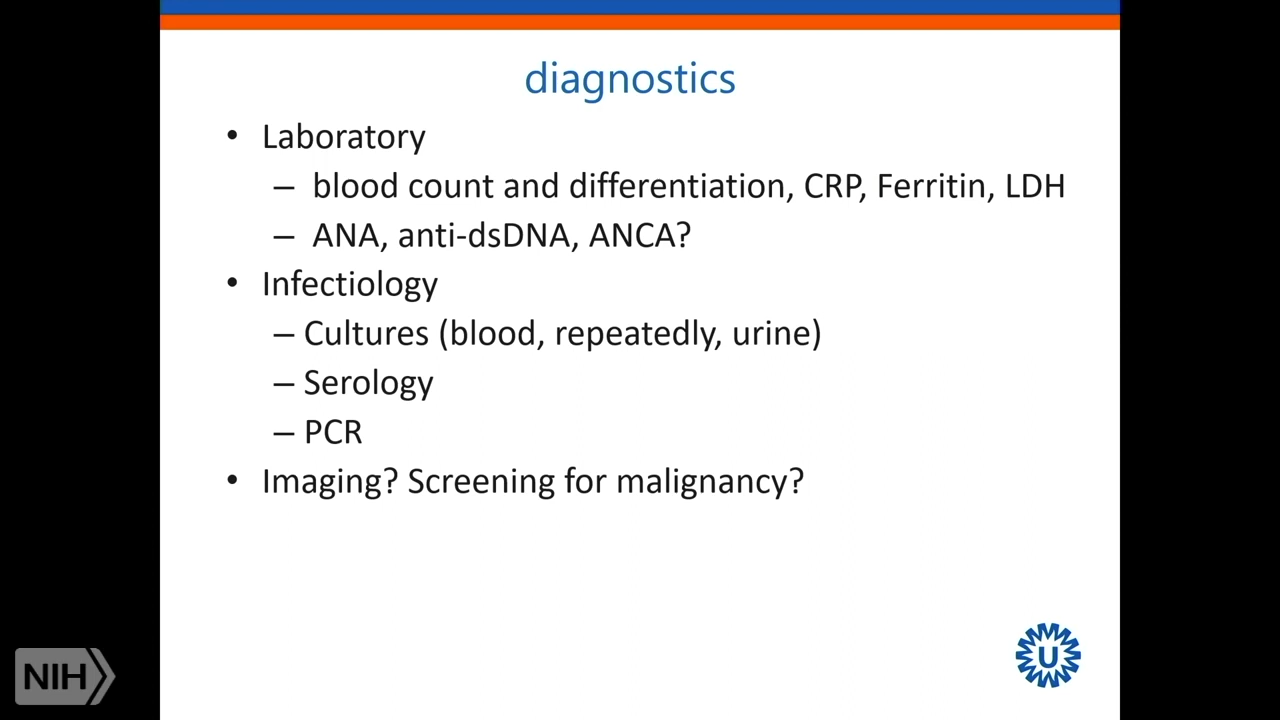 diagnostics
• Laboratory
– blood count and differentiation, CRP, Ferritin, LDH
– ANA, anti-dsDNA, ANCA?
• Infectiology
– Cultures (blood, repeatedly, urine)
– Serology
– PCR
• Imaging? Screening for malignancy?
U
NIH